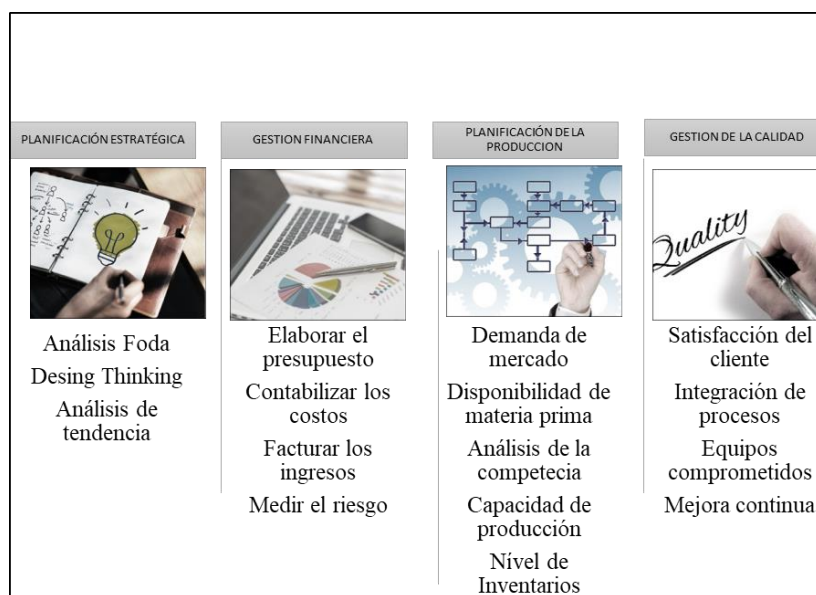 PLANIFICACIÓN ESTRATÉGICA
Análisis Foda
Desing Thinking
Análisis de
tendencia
GESTION FINANCIERA
Elaborar el
presupuesto
Contabilizar los
costos
Facturar los
ingresos
Medir el riesgo
PLANIFICACIÓN DE LA
PRODUCCION
Demanda de
mercado
Disponibilidad de
materia prima
Análisis de la
competecia
Capacidad de
producción
Nível de
Inventarios
GESTION DE LA CALIDAD
Quality
Satisfacción del
cliente
Integración de
procesos
Equipos
comprometidos
Mejora continua